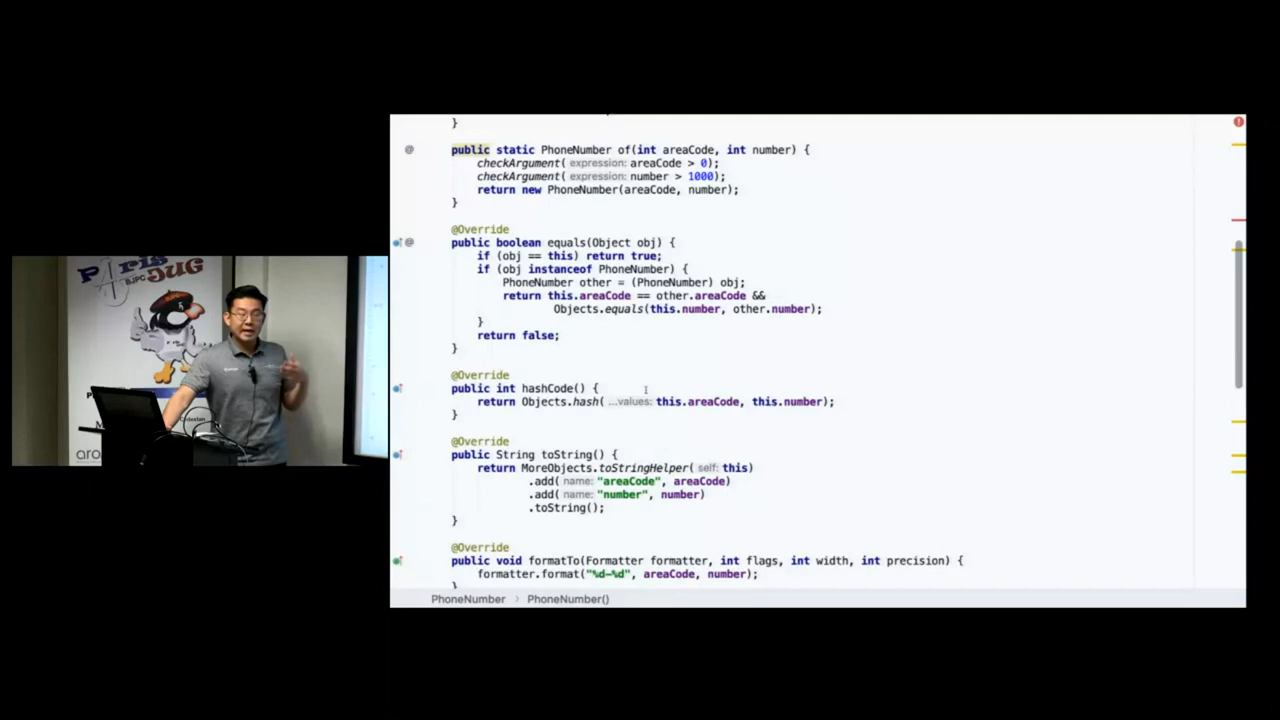 Paris
JUG
BJPC
aro
}
public static PhoneNumber of(int areaCode, int number) {
checkArgument( expression: areaCode > 0);
checkArgument( expression: number > 1000);
return new PhoneNumber(areaCode, number);
}
@Override
public boolean equals(Object obj) {
if (obj == this) return true;
if (obj instanceof PhoneNumber) {
PhoneNumber other = (PhoneNumber) obj;
return this.areaCode == other.areaCode &&
Objects.equals(this.number, other.number);
}
return false;
}
@Override
public int hashCode() {
return Objects.hash( ...values: this.areaCode, this.number);
}
@Override
public String toString() {
return MoreObjects.toStringHelper( self: this)
.add( name: "areaCode", areaCode)
.add( name: "number", number)
.toString();
}
@Override
public void formatTo(Formatter formatter, int flags, int width, int precision) {
formatter.format("%d-%d", areaCode, number);
}
PhoneNumber › PhoneNumber()